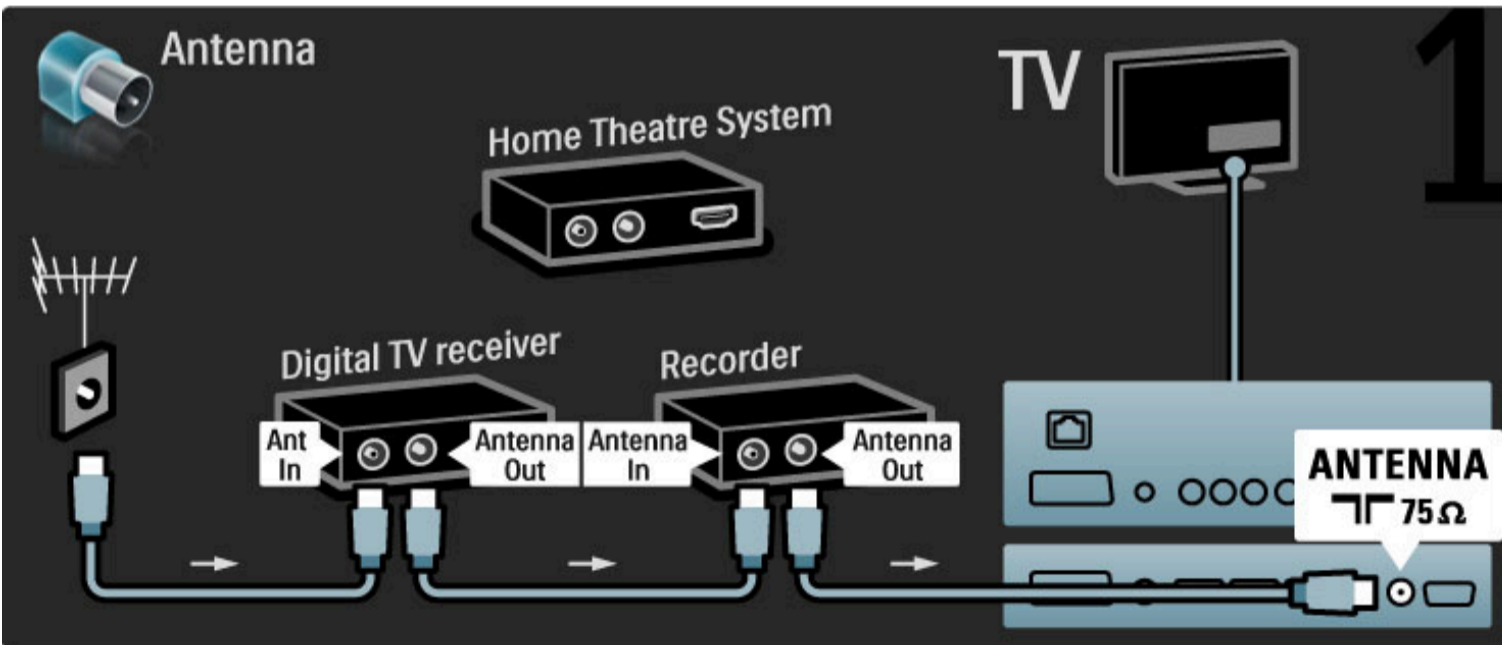 Antenna
TV
1
Home Theatre System
Digital TV receiver
Recorder
Ant
In
Antenna
Out
Antenna
In
Antenna
Out
ANTENNA
75 Ω